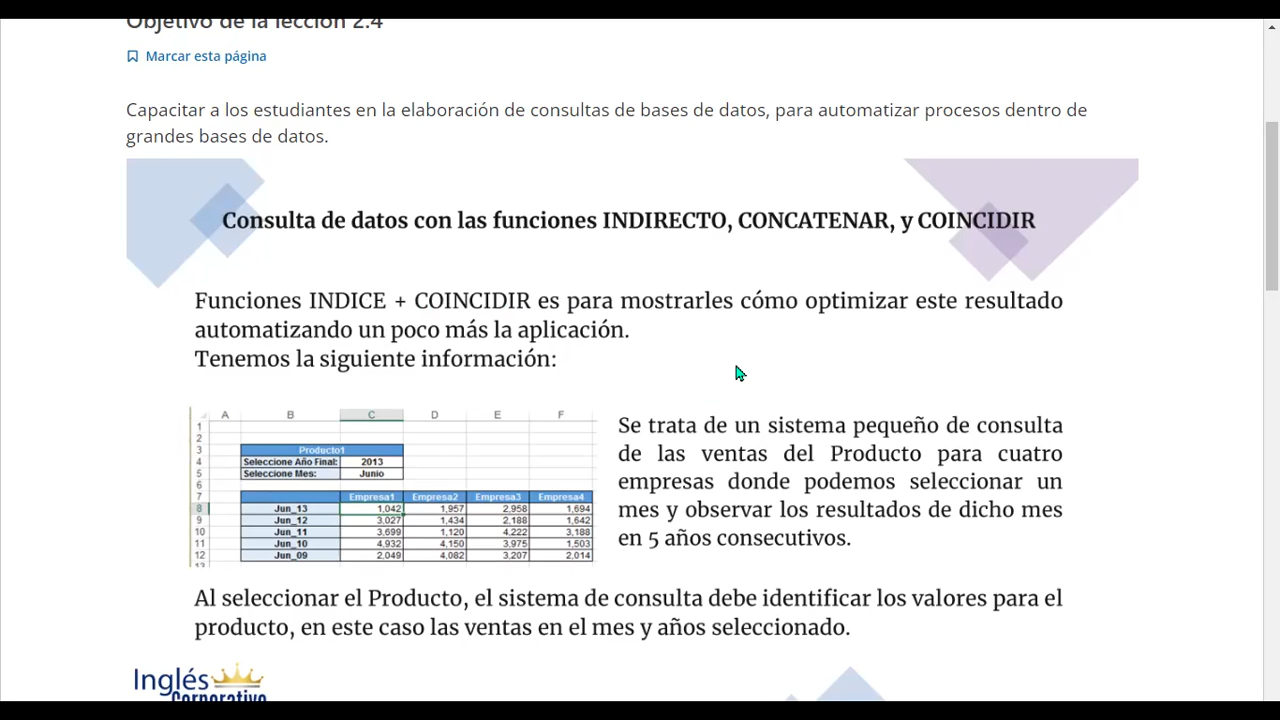 Objetivo de la lección 2.4
Marcar esta página
Capacitar a los estudiantes en la elaboración de consultas de bases de datos, para automatizar procesos dentro de
grandes bases de datos.
Consulta de datos con las funciones INDIRECTO, CONCATENAR, y COINCIDIR
Funciones INDICE + COINCIDIR es para mostrarles cómo optimizar este resultado
automatizando un poco más la aplicación.
Tenemos la siguiente información:
A B C D E F
1
2
3 Producto1
4 Seleccione Año Final: 2013
5 Seleccione Mes: Junio
6
7 Empresa1 Empresa2 Empresa3 Empresa4
8 Jun_13 1,042 1,957 2,958 1,694
9 Jun_12 3,027 1,434 2,188 1,642
10 Jun_11 3,699 1,120 4,222 3,188
11 Jun_10 4,932 4,150 3,975 1,503
12 Jun_09 2,049 4,082 3,207 2,014
Se trata de un sistema pequeño de consulta
de las ventas del Producto para cuatro
empresas donde podemos seleccionar un
mes y observar los resultados de dicho mes
en 5 años consecutivos.
Al seleccionar el Producto, el sistema de consulta debe identificar los valores para el
producto, en este caso las ventas en el mes y años seleccionado.
Inglés
Corporativo